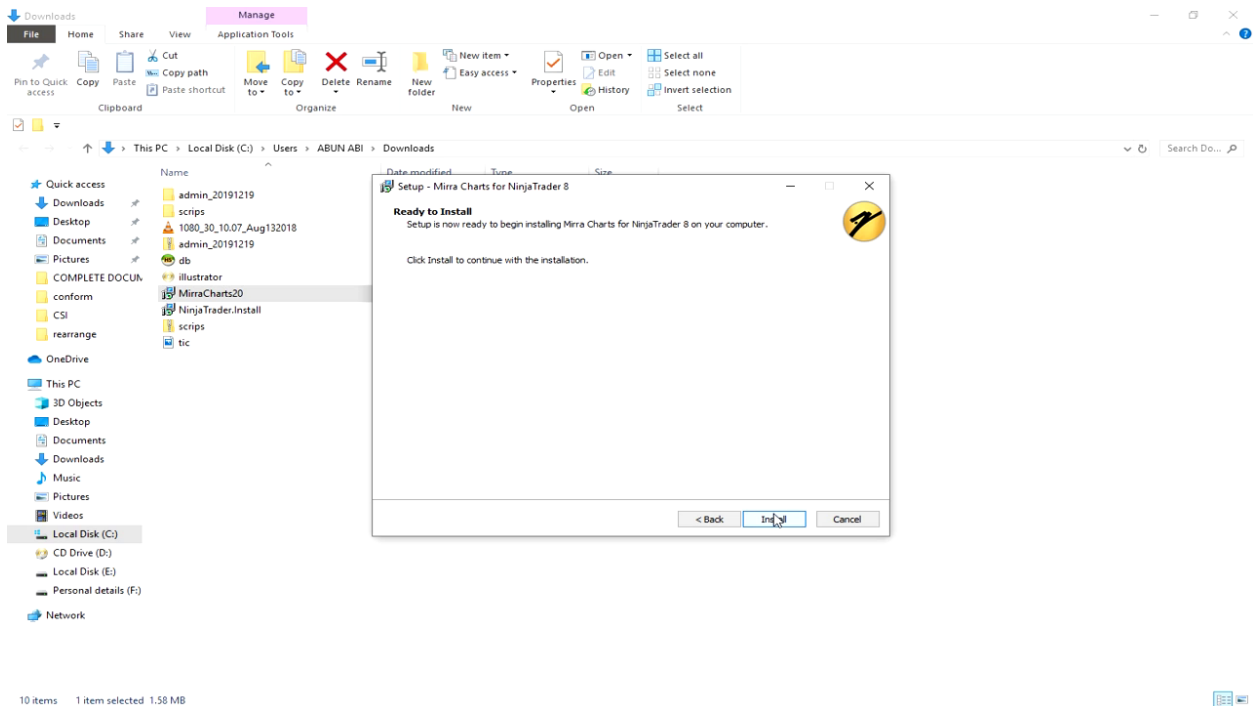 Downloads
Manage
File Home Share View Application Tools
Pin to Quick access
Copy
Paste
Cut
Copy path
Paste shortcut
Move to
Copy to
Delete
Rename
New folder
New item
Easy access
Properties
Open
Edit
History
Select all
Select none
Invert selection
Clipboard Organize New Open Select
This PC > Local Disk (C:) > Users > ABUN ABI > Downloads
Search Do...
Name Date modified Type Size
Quick access
Downloads
Desktop
Documents
Pictures
COMPLETE DOCUM
conform
CSI
rearrange
OneDrive
This PC
3D Objects
Desktop
Documents
Downloads
Music
Pictures
Videos
Local Disk (C:)
CD Drive (D:)
Local Disk (E:)
Personal details (F:)
Network
admin_20191219
scrips
1080_30_10.07_Aug132018
admin_20191219
db
illustrator
MirraCharts20
NinjaTrader.Install
scrips
tic
Setup - Mirra Charts for NinjaTrader 8
Ready to Install
Setup is now ready to begin installing Mirra Charts for NinjaTrader 8 on your computer.
Click Install to continue with the installation.
< Back Install Cancel
10 items 1 item selected 1.58 MB